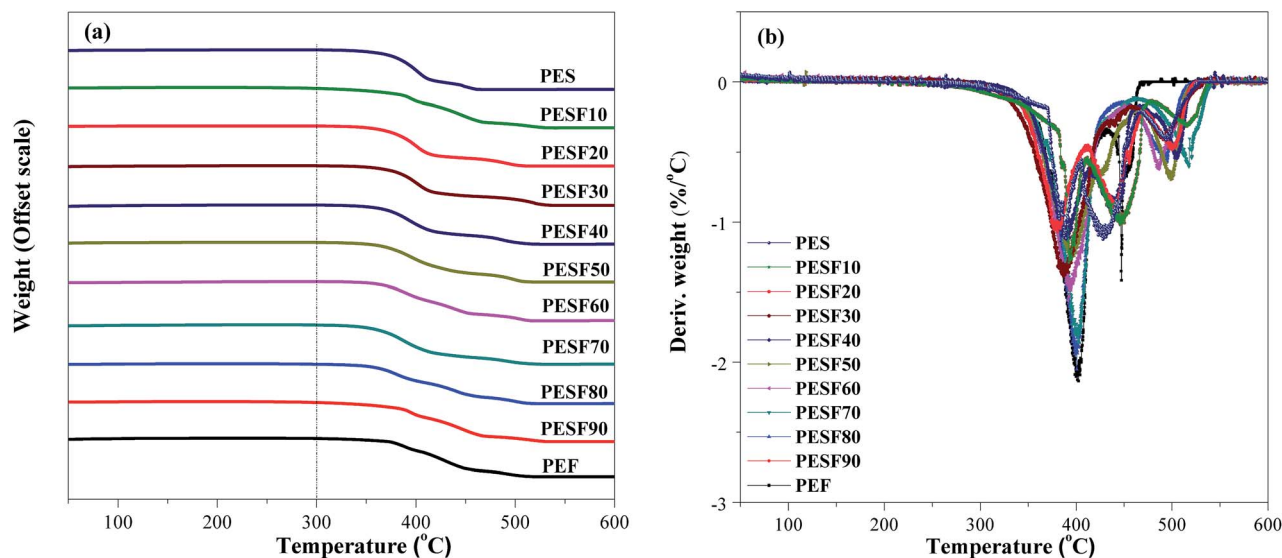 (a)
Weight (Offset scale)
PES
PESF10
PESF20
PESF30
PESF40
PESF50
PESF60
PESF70
PESF80
PESF90
PEF
100 200 300 400 500 600
Temperature (°C)
(b)
Deriv. weight (%/°C)
0
-1
-2
-3
PES
PESF10
PESF20
PESF30
PESF40
PESF50
PESF60
PESF70
PESF80
PESF90
PEF
100 200 300 400 500 600
Temperature (°C)